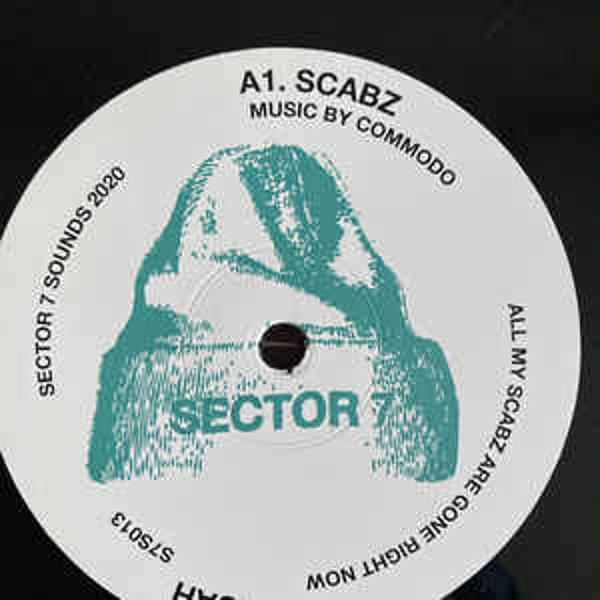 A1. SCABZ
MUSIC BY COMMODO
SECTOR 7 SOUNDS 2020
SECTOR 7
ALL MY SCABZ ARE GONE RIGHT NOW
S7S013